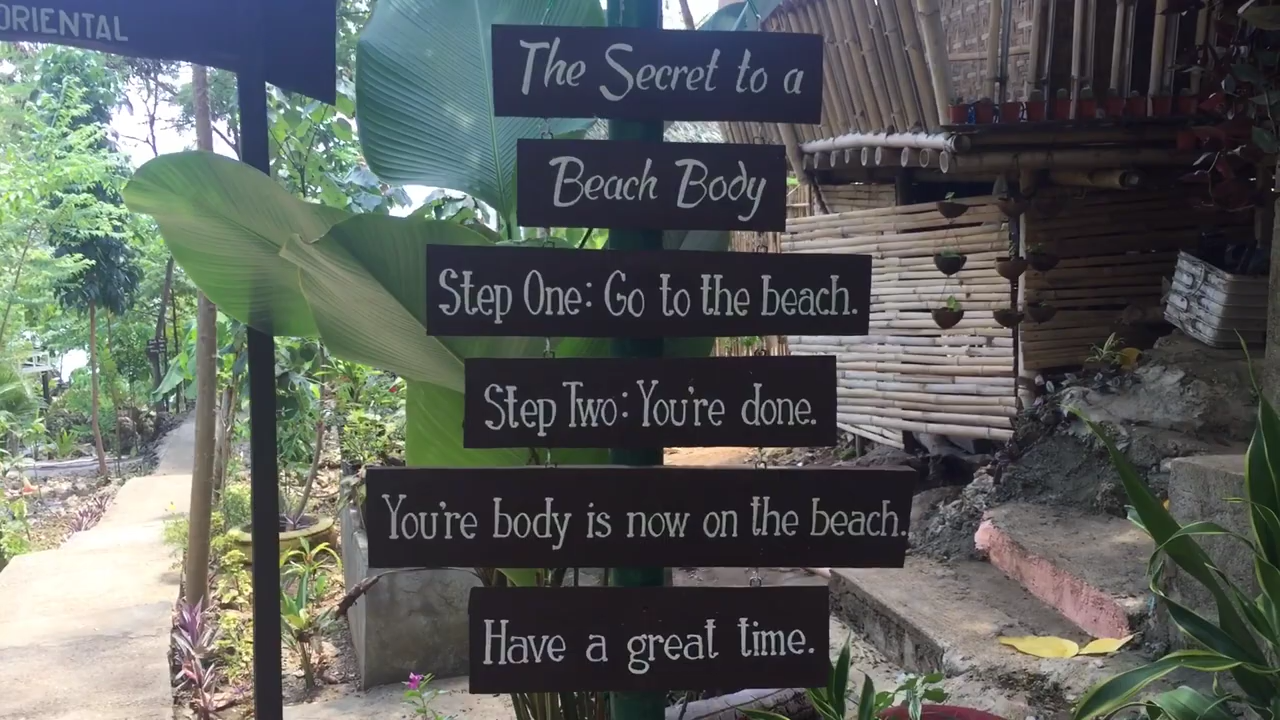 ORIENTAL
The Secret to a
Beach Body
Step One: Go to the beach.
Step Two: You're done.
You're body is now on the beach.
Have a great time.